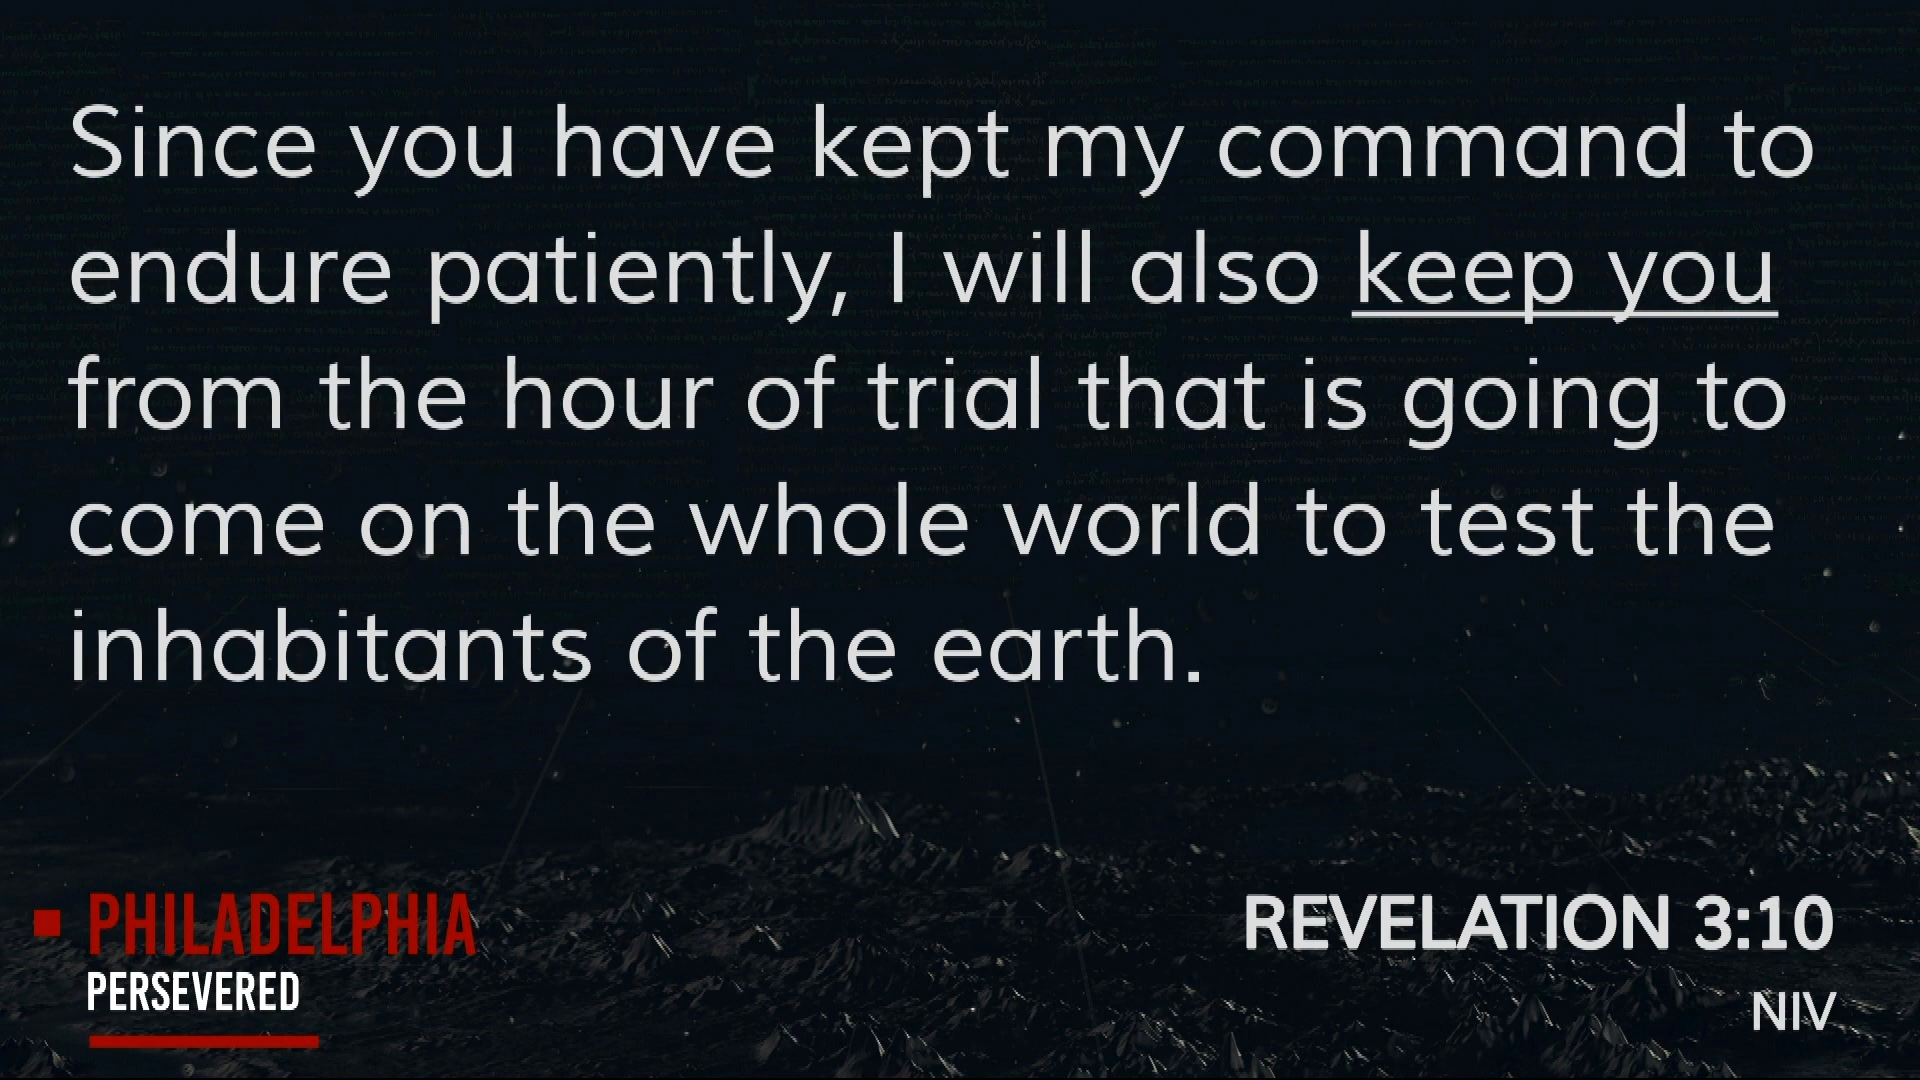 Since you have kept my command to
endure patiently, I will also keep you
from the hour of trial that is going to
come on the whole world to test the
inhabitants of the earth.
PHILADELPHIA
PERSEVERED
REVELATION 3:10
NIV